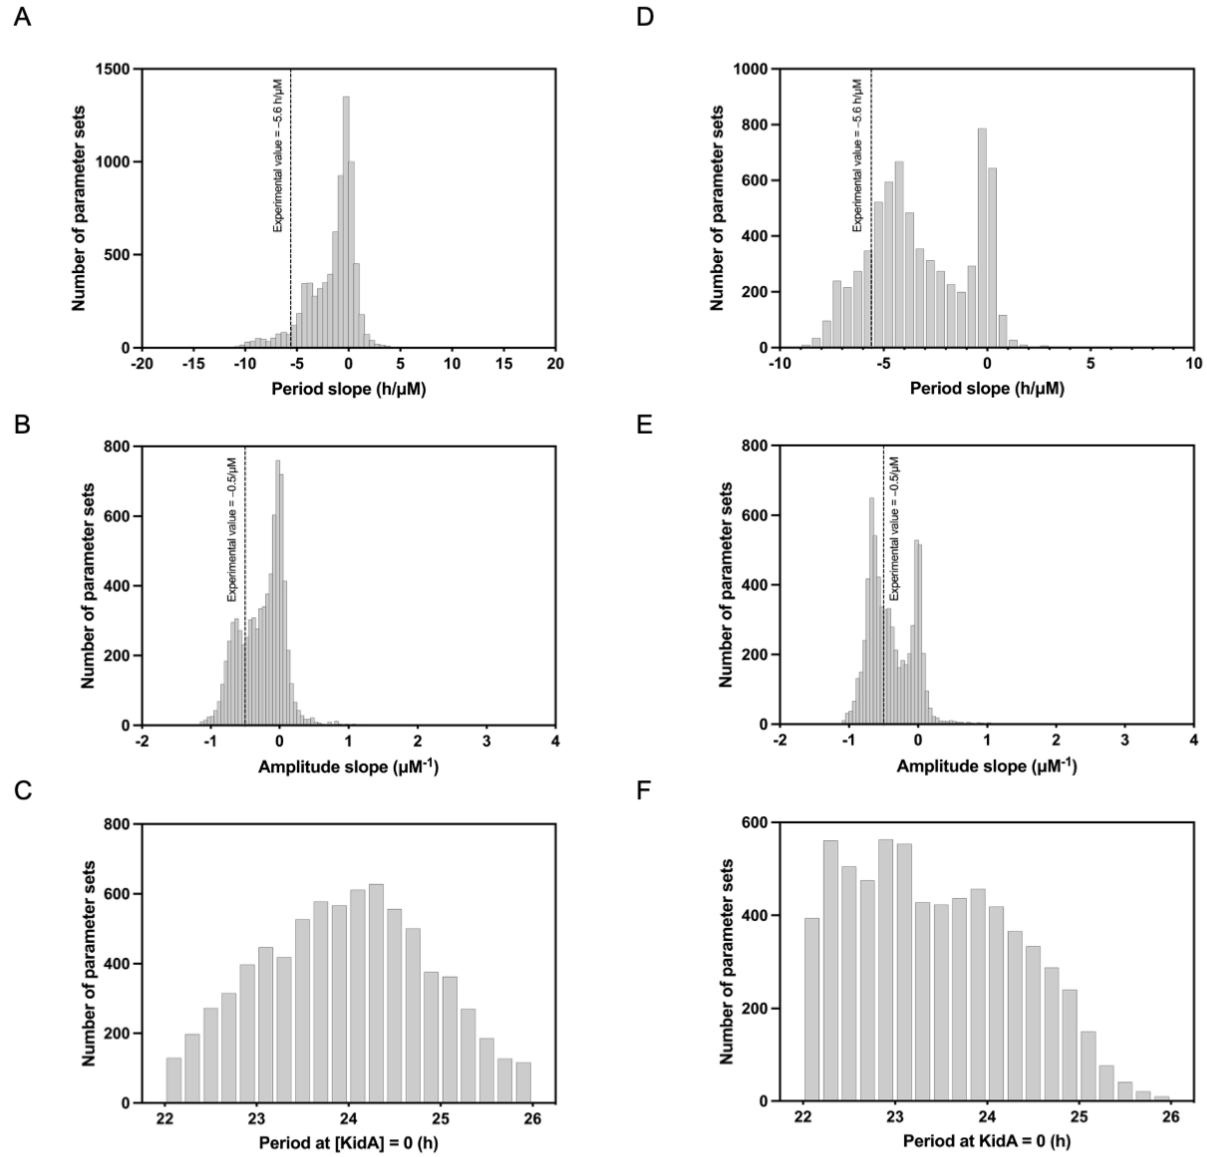 A
Number of parameter sets
1500
1000
500
0
Experimental value = –5.6 h/µM
-20 -15 -10 -5 0 5 10 15 20
Period slope (h/µM)
D
Number of parameter sets
1000
800
600
400
200
0
Experimental value = –5.6 h/µM
-10 -5 0 5 10
Period slope (h/µM)
B
Number of parameter sets
800
600
400
200
0
Experimental value = –0.5/µM
-2 -1 0 1 2 3 4
Amplitude slope (µM⁻¹)
E
Number of parameter sets
800
600
400
200
0
Experimental value = –0.5/µM
-2 -1 0 1 2 3 4
Amplitude slope (µM⁻¹)
C
Number of parameter sets
800
600
400
200
0
22 23 24 25 26
Period at [KidA] = 0 (h)
F
Number of parameter sets
600
400
200
0
22 23 24 25 26
Period at KidA = 0 (h)